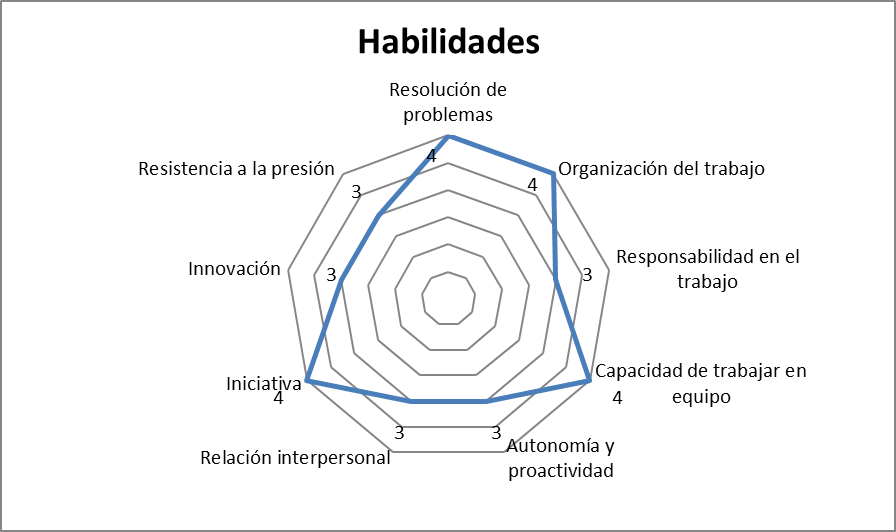 Habilidades
Resolución de
problemas
4
Organización del trabajo
4
Responsabilidad en el
trabajo
3
Capacidad de trabajar en
equipo
4
Autonomía y
proactividad
3
Relación interpersonal
3
Iniciativa
4
Innovación
3
Resistencia a la presión
3